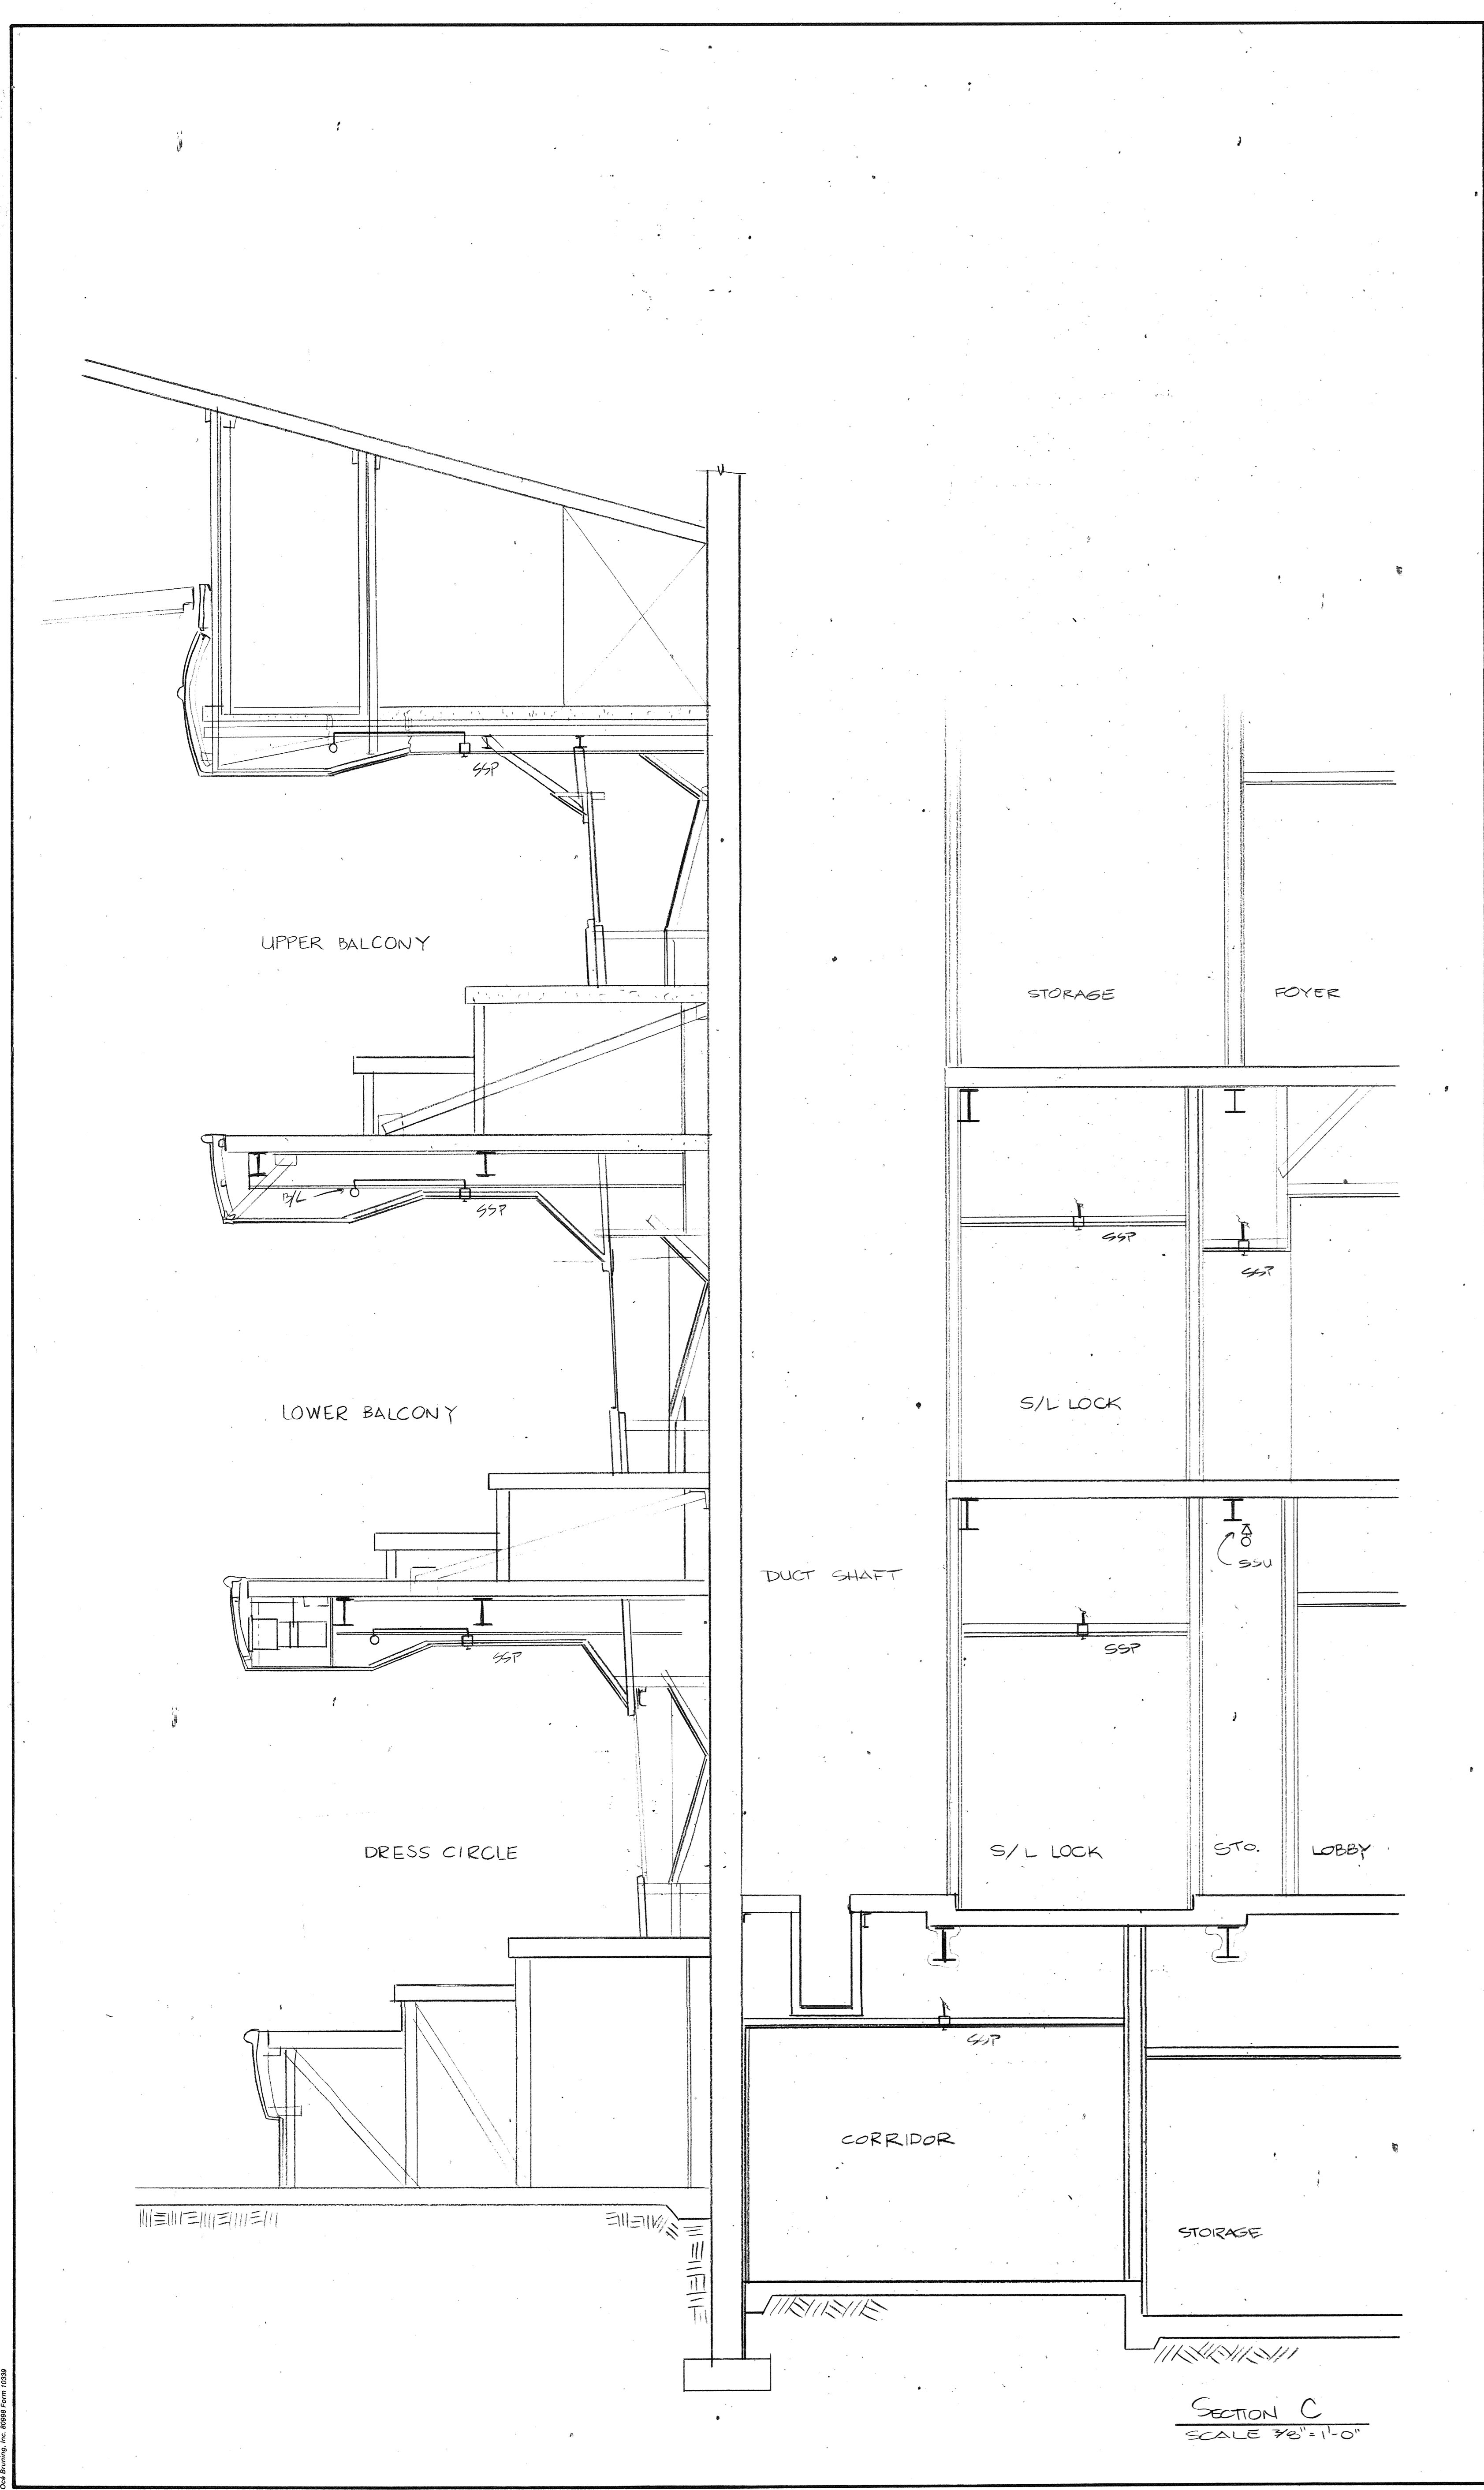 SSP
UPPER BALCONY
STORAGE
FOYER
B/L
SSP
SSP
SSP
LOWER BALCONY
S/L LOCK
DUCT SHAFT
SSU
SSP
SSP
DRESS CIRCLE
S/L LOCK
STO.
LOBBY
SSP
CORRIDOR
STORAGE
SECTION C
SCALE 3/8"=1'-0"
Océ Bruning, Inc. 80998 Form 10339